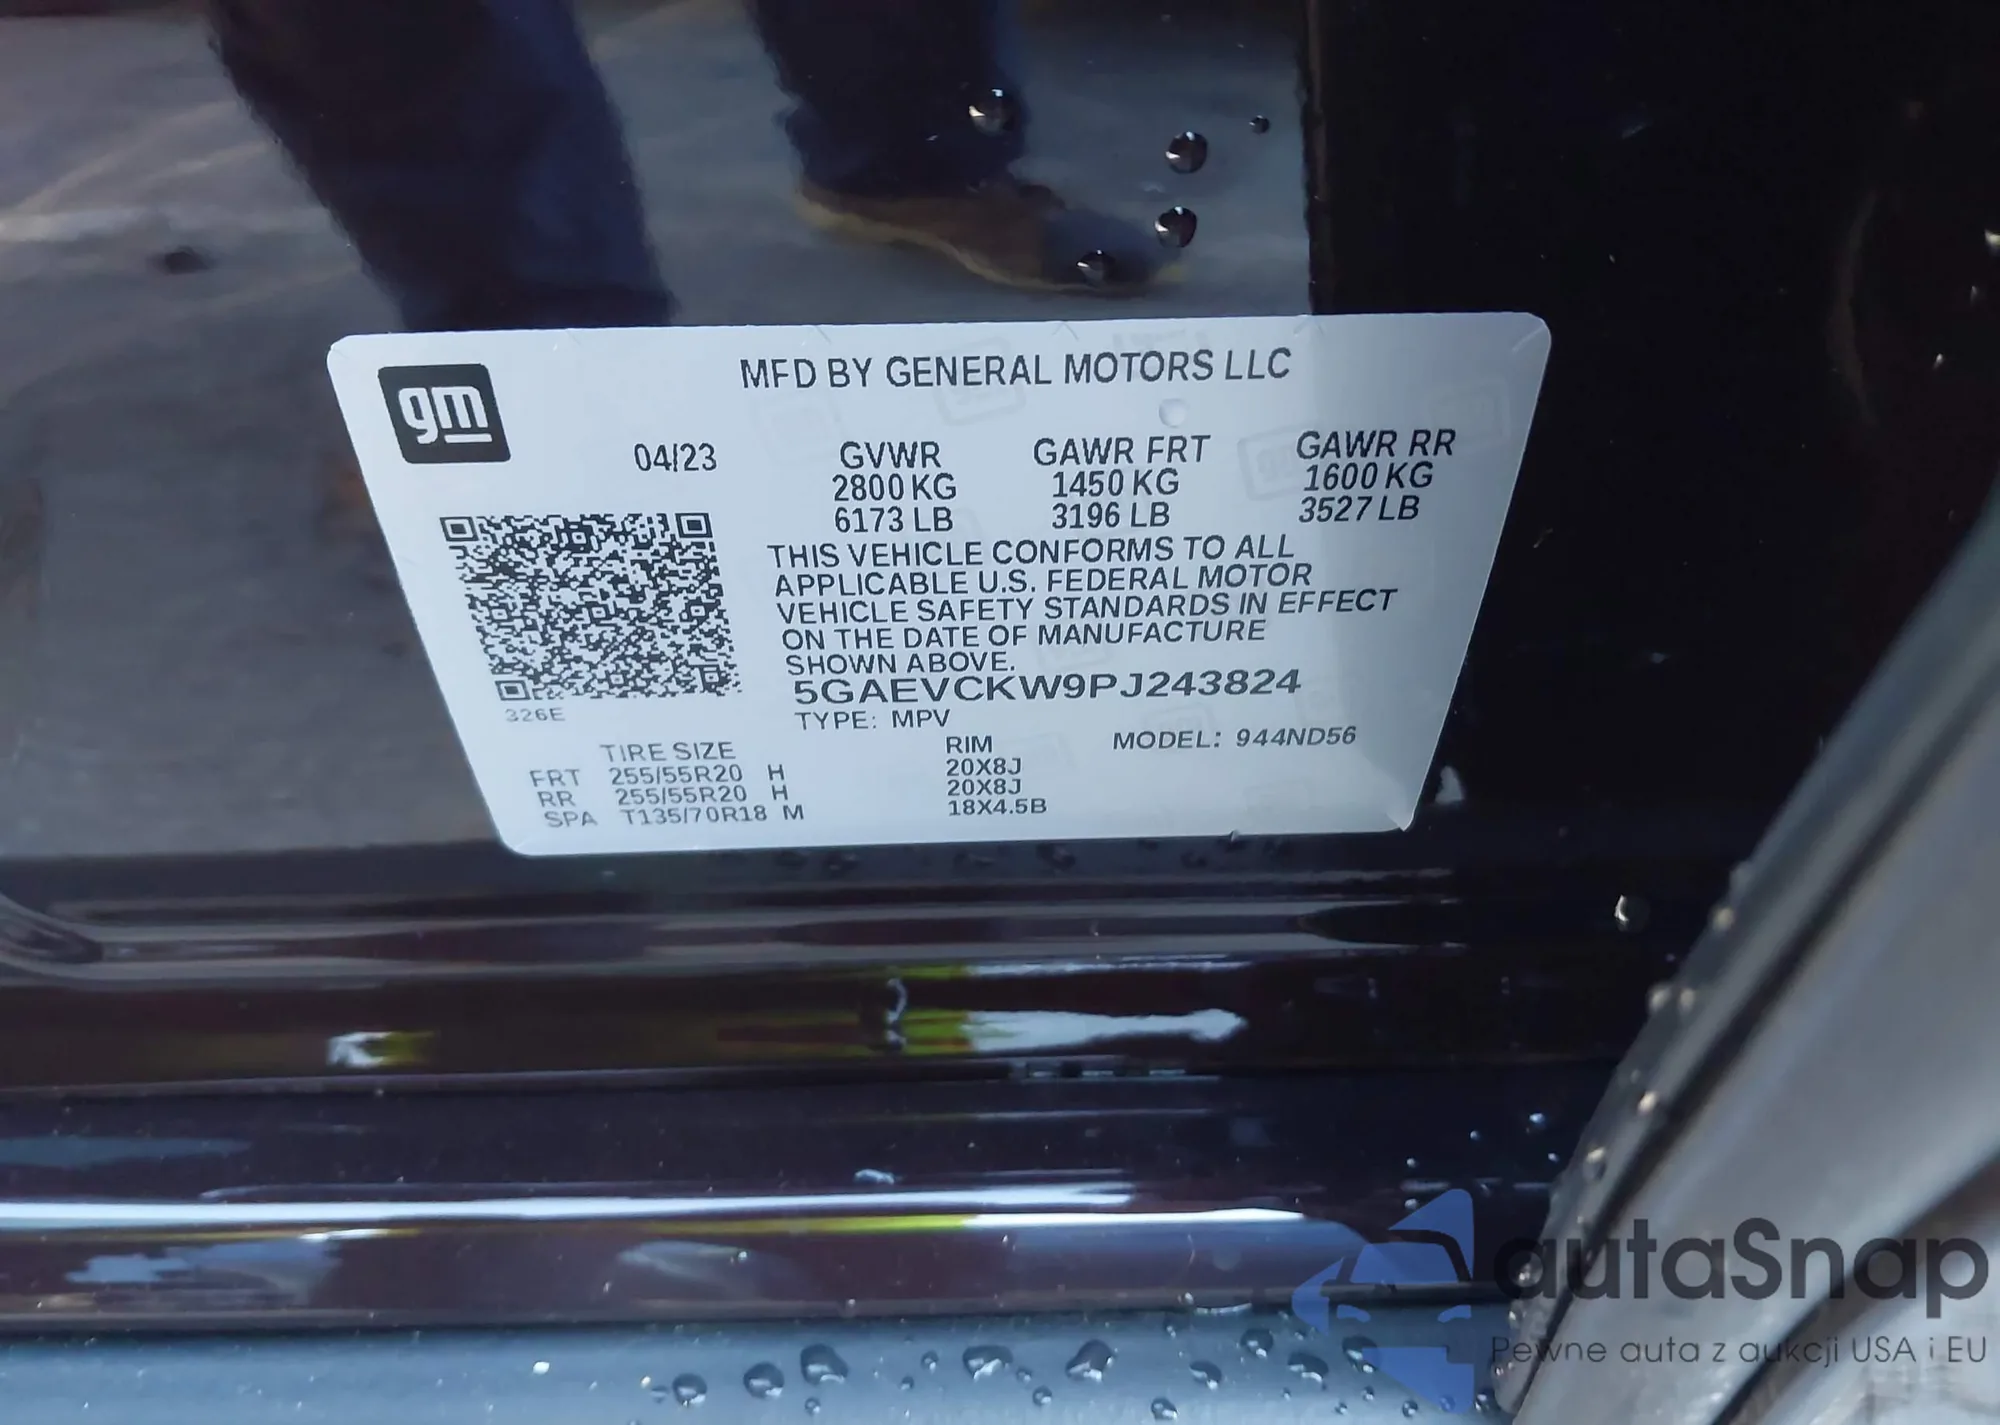 gm
MFD BY GENERAL MOTORS LLC
04/23
GVWR
2800 KG
6173 LB
GAWR FRT
1450 KG
3196 LB
GAWR RR
1600 KG
3527 LB
THIS VEHICLE CONFORMS TO ALL
APPLICABLE U.S. FEDERAL MOTOR
VEHICLE SAFETY STANDARDS IN EFFECT
ON THE DATE OF MANUFACTURE
SHOWN ABOVE.
5GAEVCKW9PJ243824
326E
TYPE: MPV
MODEL: 944ND56
TIRE SIZE RIM
FRT 255/55R20 H 20X8J
RR 255/55R20 H 20X8J
SPA T135/70R18 M 18X4.5B
autaSnap
Pewne auta z aukcji USA i EU